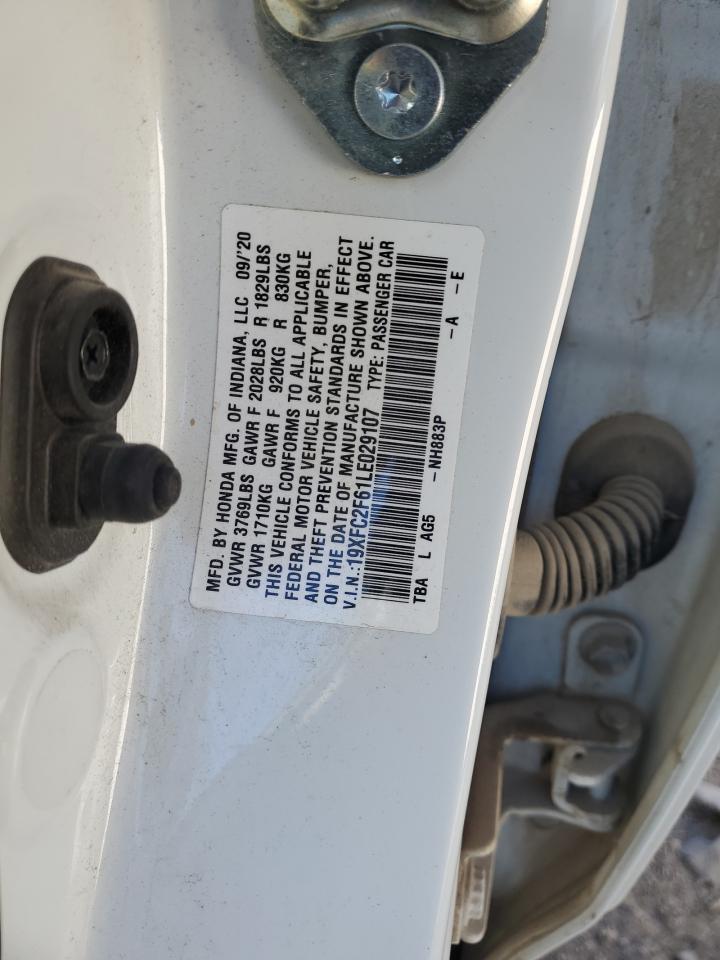 MFD. BY HONDA MFG. OF INDIANA, LLC 09/'20
GVWR 3769LBS GAWR F 2028LBS R 1829LBS
GVWR 1710KG GAWR F 920KG R 830KG
THIS VEHICLE CONFORMS TO ALL APPLICABLE
FEDERAL MOTOR VEHICLE SAFETY, BUMPER,
AND THEFT PREVENTION STANDARDS IN EFFECT
ON THE DATE OF MANUFACTURE SHOWN ABOVE.
V.I.N.:19XFC2F61LE029107 TYPE: PASSENGER CAR
TBA L AG5 -NH883P -A -E